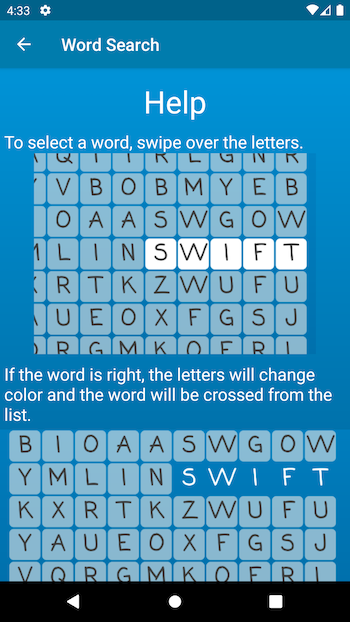 4:33
Word Search
Help
To select a word, swipe over the letters.
V B O B M Y E B
O A A S W G O W
L I N S W I F T
R T K Z W U F U
U E O X F G S J
R G M K O F R L
If the word is right, the letters will change
color and the word will be crossed from the
list.
B I O A A S W G O W
Y M L I N S W I F T
K X R T K Z W U F U
Y A U E O X F G S J
V Q R G M K O F R L